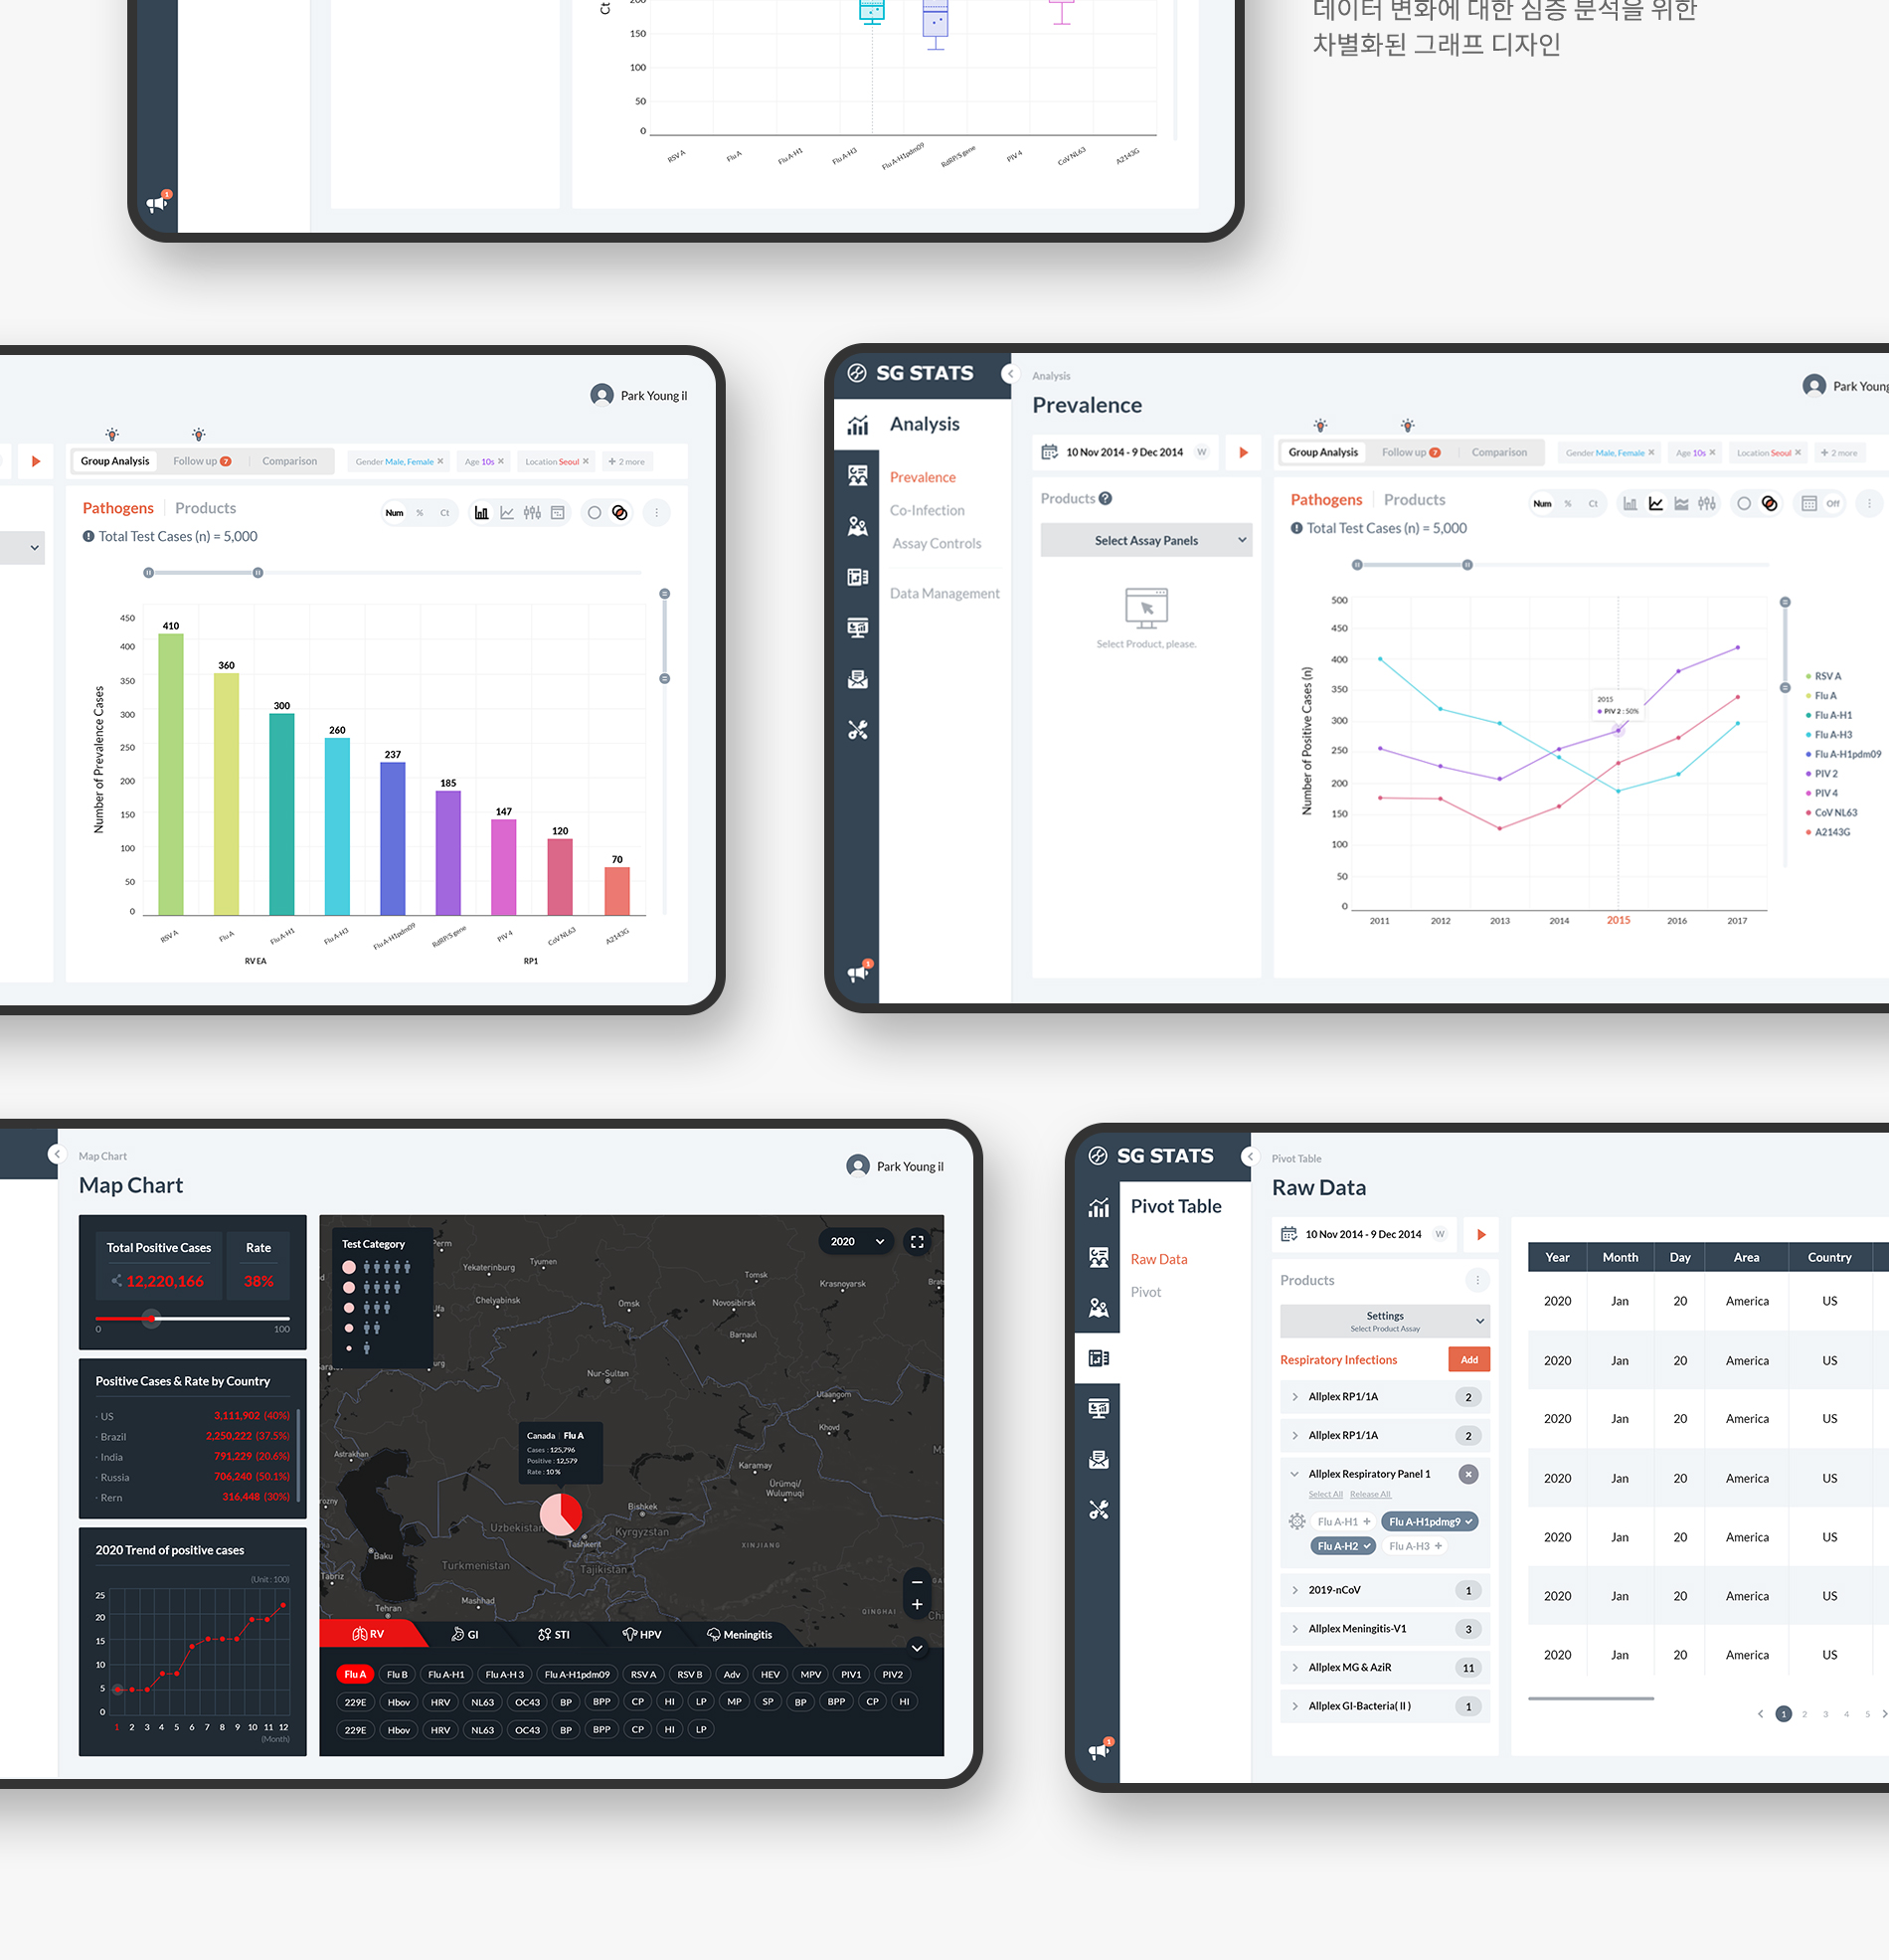 데이터 변화에 대한 심층 분석을 위한
차별화된 그래프 디자인
Ct
200
150
100
50
0
RSV A
Flu A
Flu A-H1
Flu A-H3
Flu A-H1pdm09
RdRP/S gene
PIV 4
CoV NL63
A2143G
1
Park Young il
Group Analysis
Follow up 7
Comparison
Gender Male, Female ×
Age 10s ×
Location Seoul ×
+ 2 more
Pathogens
Products
Num % Ct
Total Test Cases (n) = 5,000
Number of Prevalence Cases
450
400
350
300
250
200
150
100
50
0
410
360
300
260
237
185
147
120
70
RSV A
Flu A
Flu A-H1
Flu A-H3
Flu A-H1pdm09
RdRP/S gene
PIV 4
CoV NL63
A2143G
RV EA
RP1
SG STATS
Analysis
Prevalence
Co-Infection
Assay Controls
Data Management
1
Analysis
Prevalence
Park Young
10 Nov 2014 - 9 Dec 2014 W
Products ?
Select Assay Panels
Select Product, please.
Group Analysis
Follow up 7
Comparison
Gender Male, Female ×
Age 10s ×
Location Seoul ×
+ 2 more
Pathogens
Products
Num % Ct
Off
Total Test Cases (n) = 5,000
Number of Positive Cases (n)
500
450
400
350
300
250
200
150
100
50
0
2015
PIV 2 : 50%
2011
2012
2013
2014
2015
2016
2017
RSV A
Flu A
Flu A-H1
Flu A-H3
Flu A-H1pdm09
PIV 2
PIV 4
CoV NL63
A2143G
Map Chart
Map Chart
Park Young il
Total Positive Cases
12,220,166
Rate
38%
0
100
Positive Cases & Rate by Country
· US 3,111,902 (40%)
· Brazil 2,250,222 (37.5%)
· India 791,229 (20.6%)
· Russia 706,240 (50.1%)
· Rern 316,448 (30%)
2020 Trend of positive cases
(Unit : 100)
25
20
15
10
5
0
1 2 3 4 5 6 7 8 9 10 11 12
(Month)
Test Category
2020
Perm
Yekaterinburg
Tyumen
Tomsk
Krasnoyarsk
Brats
Ufa
Chelyabinsk
Omsk
Novosibirsk
Barnaul
urg
Nur-Sultan
Ulaangom
Khovd
Astrakhan
Karamay
Ürümqi/
Wulumuqi
rozny
Bishkek
Uzbekistan
Kyrgyzstan
Tashkent
XINJIANG
Baku
Turkmenistan
Tajikistan
Tabriz
Tehran
Mashhad
QINGHAI
Chi
Canada | Flu A
Cases : 125,796
Positive : 12,579
Rate : 10%
RV
GI
STI
HPV
Meningitis
Flu A
Flu B
Flu A-H1
Flu A-H 3
Flu A-H1pdm09
RSV A
RSV B
Adv
HEV
MPV
PIV1
PIV2
229E
Hbov
HRV
NL63
OC43
BP
BPP
CP
HI
LP
MP
SP
BP
BPP
CP
HI
229E
Hbov
HRV
NL63
OC43
BP
BPP
CP
HI
LP
SG STATS
Pivot Table
Raw Data
Pivot
1
Pivot Table
Raw Data
10 Nov 2014 - 9 Dec 2014 W
Products
Settings
Select Product Assay
Respiratory Infections
Add
Allplex RP1/1A 2
Allplex RP1/1A 2
Allplex Respiratory Panel 1
Select All Release All
Flu A-H1 +
Flu A-H1pdmg9
Flu A-H2
Flu A-H3 +
2019-nCoV 1
Allplex Meningitis-V1 3
Allplex MG & AziR 11
Allplex GI-Bacteria( II ) 1
Year Month Day Area Country
2020 Jan 20 America US
2020 Jan 20 America US
2020 Jan 20 America US
2020 Jan 20 America US
2020 Jan 20 America US
2020 Jan 20 America US
2020 Jan 20 America US
1 2 3 4 5